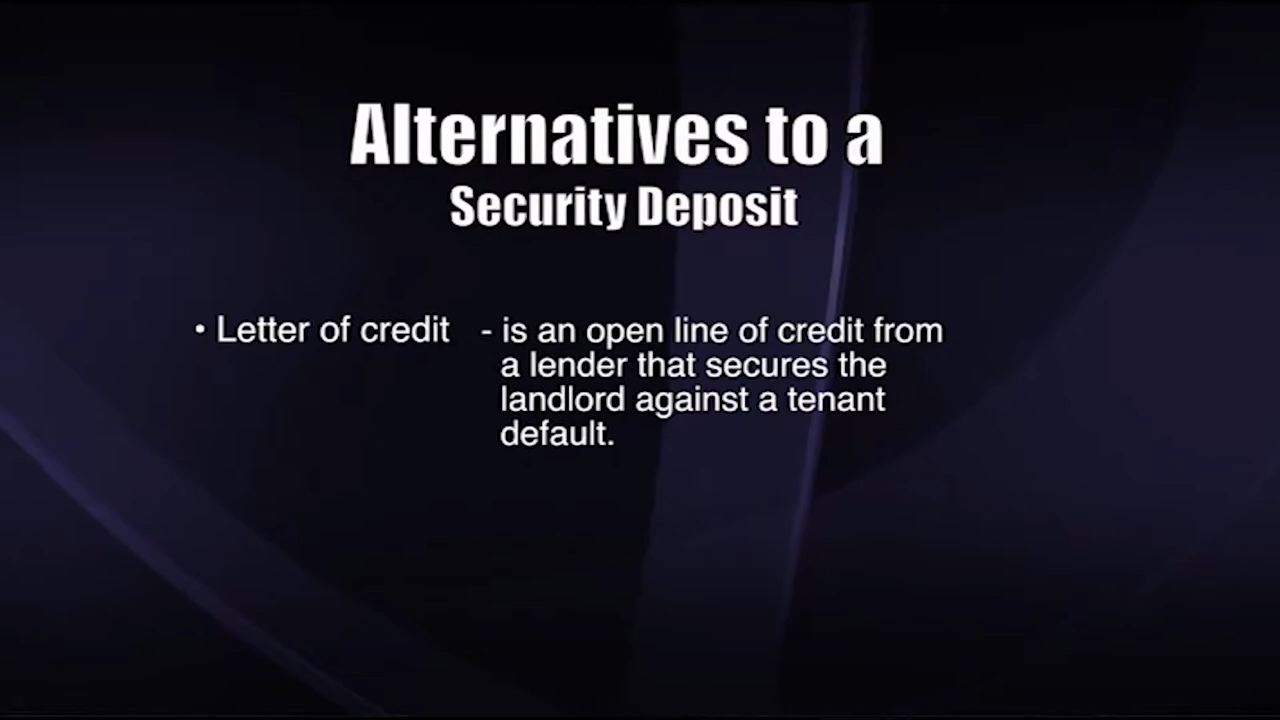 Alternatives to a
Security Deposit
• Letter of credit - is an open line of credit from
a lender that secures the
landlord against a tenant
default.